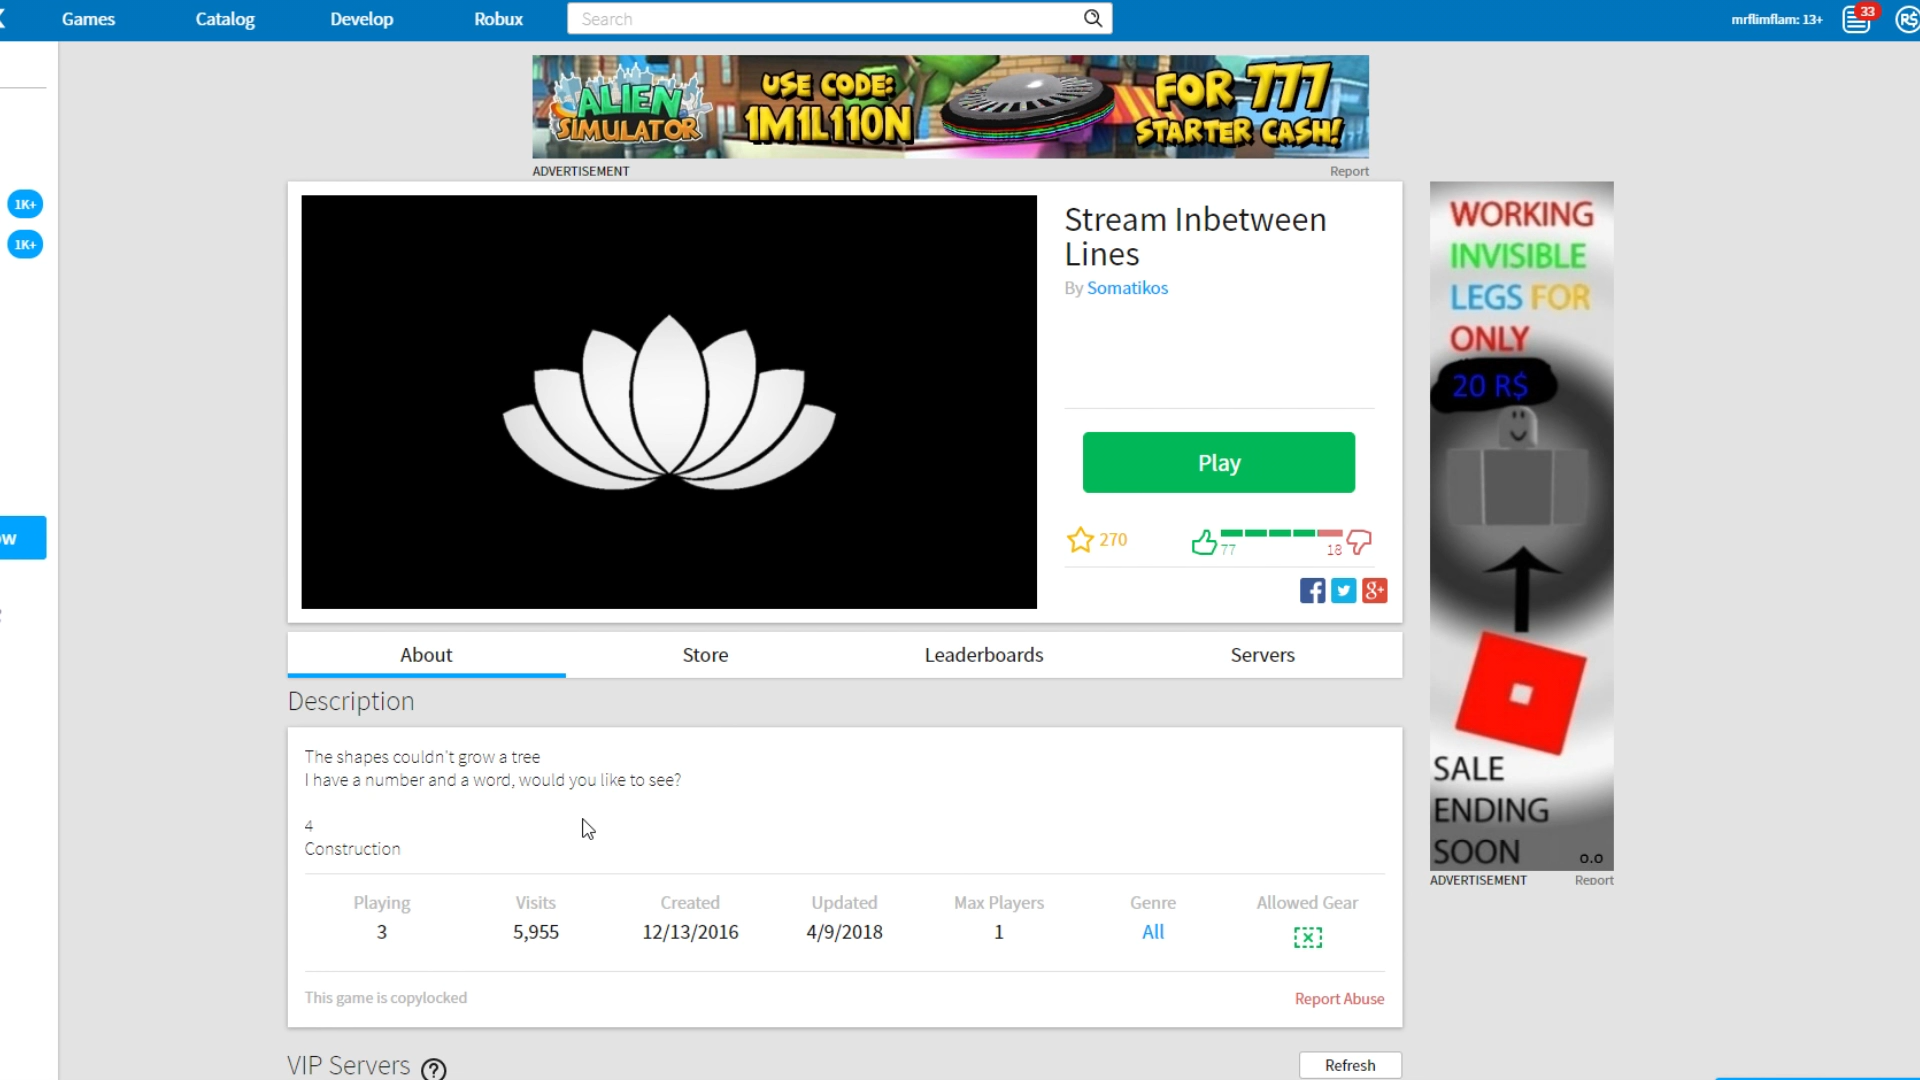 Games
Catalog
Develop
Robux
Search
mrflimflam: 13+
33
R$
ALIEN
SIMULATOR
USE CODE:
1M1L110N
FOR 777
STARTER CASH!
ADVERTISEMENT
Report
1K+
1K+
ow
Stream Inbetween
Lines
By Somatikos
Play
270
77
18
g+
WORKING
INVISIBLE
LEGS FOR
ONLY
20 R$
SALE
ENDING
SOON
o.o
ADVERTISEMENT
Report
About
Store
Leaderboards
Servers
Description
The shapes couldn't grow a tree
I have a number and a word, would you like to see?
4
Construction
Playing
Visits
Created
Updated
Max Players
Genre
Allowed Gear
3
5,955
12/13/2016
4/9/2018
1
All
This game is copylocked
Report Abuse
VIP Servers ?
Refresh